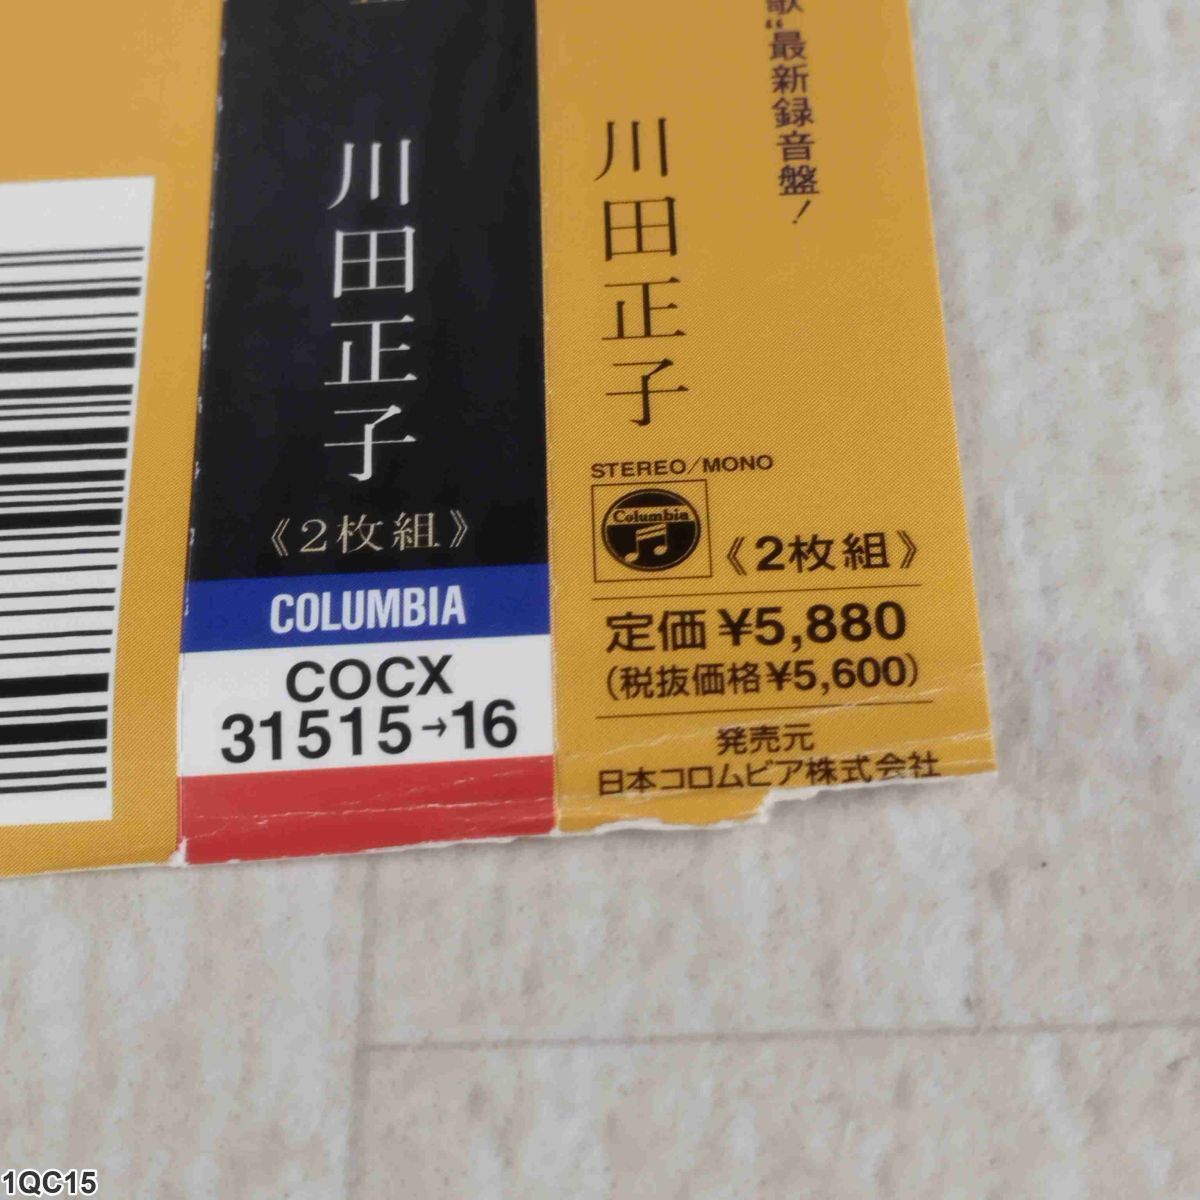 歌"最新録音盤!
川田正子
STEREO/MONO
Columbia
《2枚組》
定価¥5,880
(税抜価格¥5,600)
発売元
日本コロムビア株式会社
川田正子
《2枚組》
COLUMBIA
COCX
31515→16
1QC15